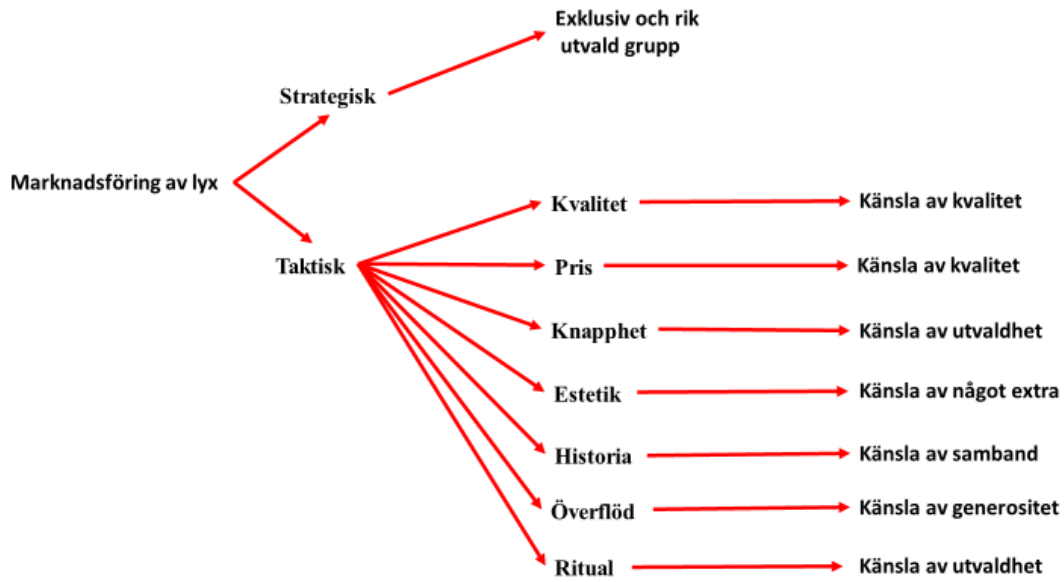 Exklusiv och rik
utvald grupp
Strategisk
Marknadsföring av lyx
Taktisk
Kvalitet
Känsla av kvalitet
Pris
Känsla av kvalitet
Knapphet
Känsla av utvaldhet
Estetik
Känsla av något extra
Historia
Känsla av samband
Överflöd
Känsla av generositet
Ritual
Känsla av utvaldhet